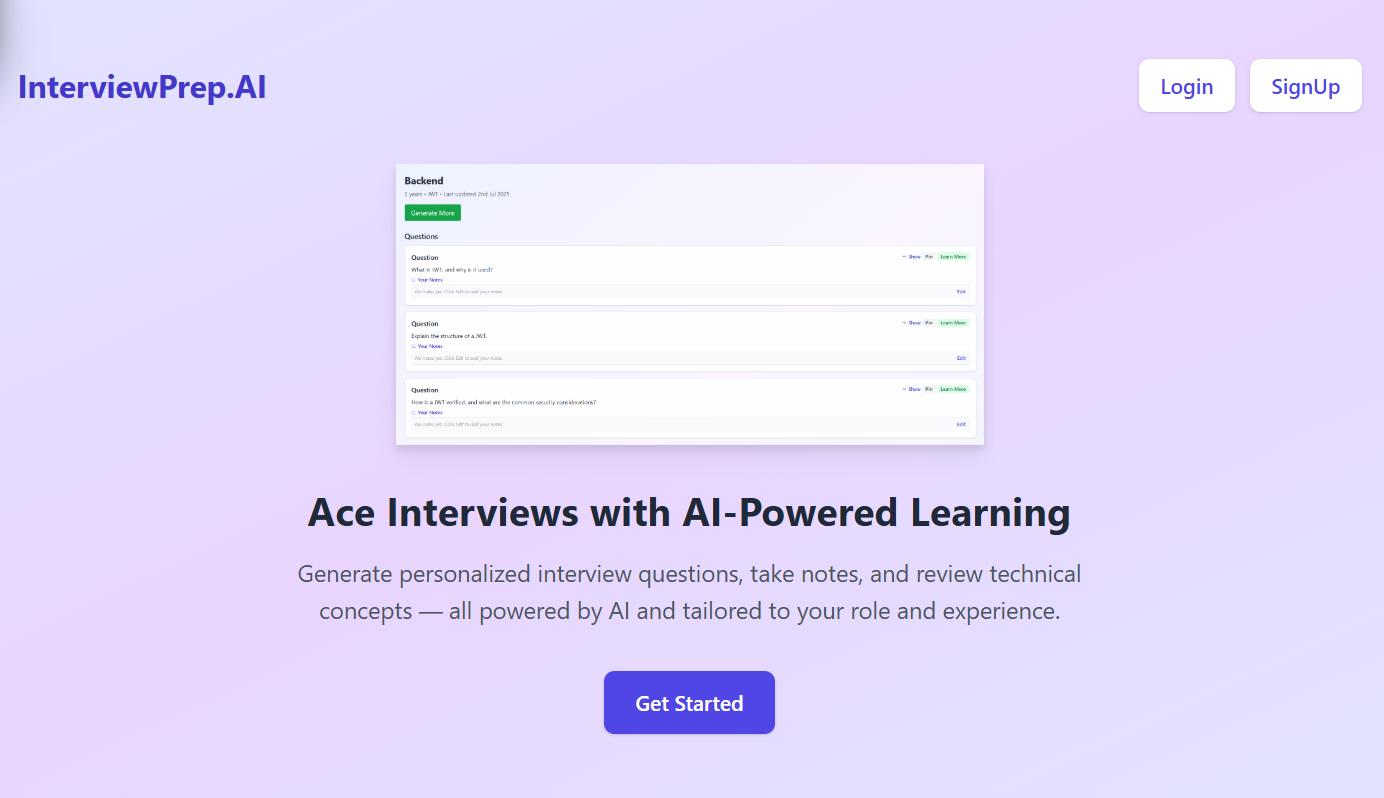 InterviewPrep.AI
Login
SignUp
Backend
2 years • JWT • Last updated 2nd Jul 2025
Generate More
Questions
Question
Show Pin Learn More
What is JWT, and why is it used?
Your Notes
No notes yet. Click Edit to add your notes.
Edit
Question
Show Pin Learn More
Explain the structure of a JWT.
Your Notes
No notes yet. Click Edit to add your notes.
Edit
Question
Show Pin Learn More
How is a JWT verified, and what are the common security considerations?
Your Notes
No notes yet. Click Edit to add your notes.
Edit
Ace Interviews with AI-Powered Learning
Generate personalized interview questions, take notes, and review technical
concepts — all powered by AI and tailored to your role and experience.
Get Started